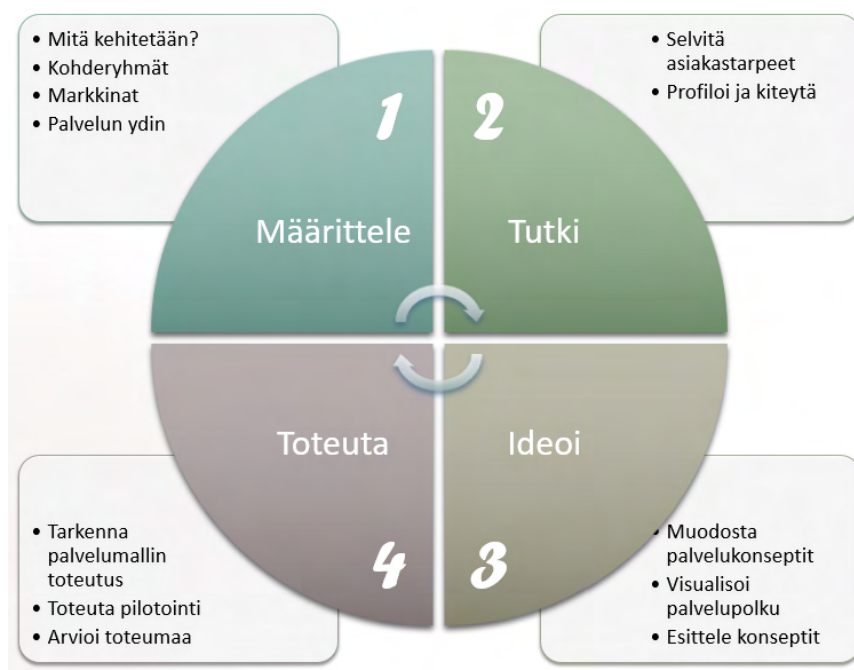 • Mitä kehitetään?
• Kohderyhmät
• Markkinat
• Palvelun ydin
1
Määrittele
2
Tutki
• Selvitä
asiakastarpeet
• Profiloi ja kiteytä
Ideoi
3
• Muodosta
palvelukonseptit
• Visualisoi
palvelupolku
• Esittele konseptit
Toteuta
4
• Tarkenna
palvelumallin
toteutus
• Toteuta pilotointi
• Arvioi toteumaa